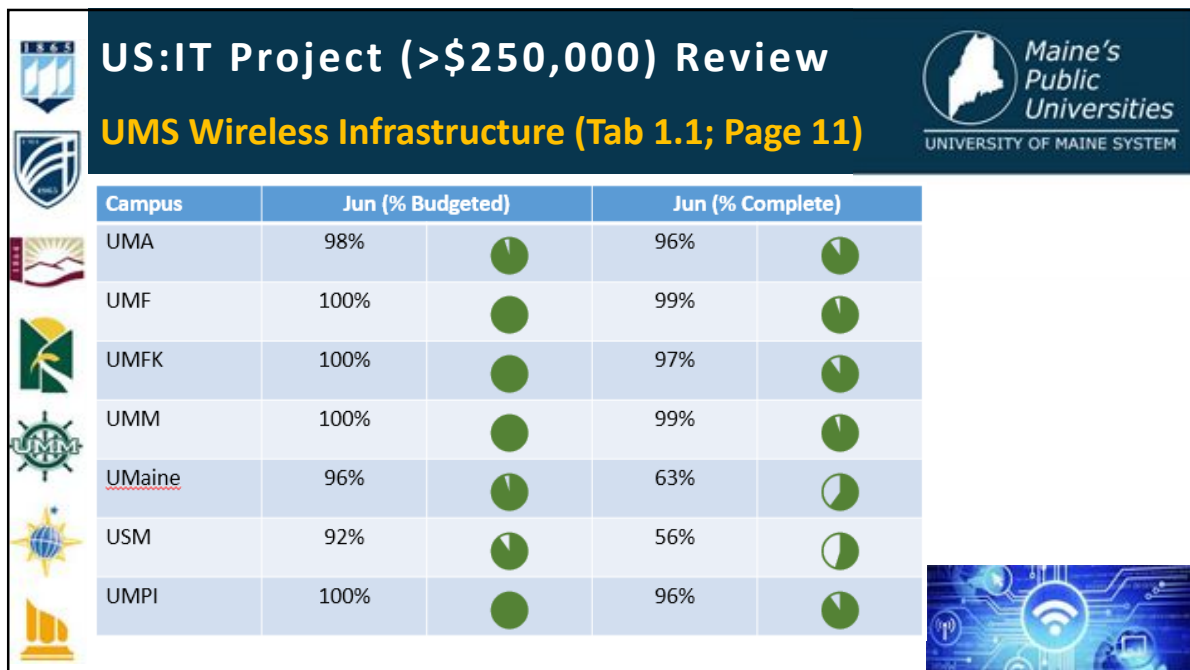 1865
US:IT Project (>$250,000) Review
UMS Wireless Infrastructure (Tab 1.1; Page 11)
Maine's
Public
Universities
UNIVERSITY OF MAINE SYSTEM
1965
1864
UMM
Campus Jun (% Budgeted) Jun (% Complete)
UMA 98% 96%
UMF 100% 99%
UMFK 100% 97%
UMM 100% 99%
UMaine 96% 63%
USM 92% 56%
UMPI 100% 96%